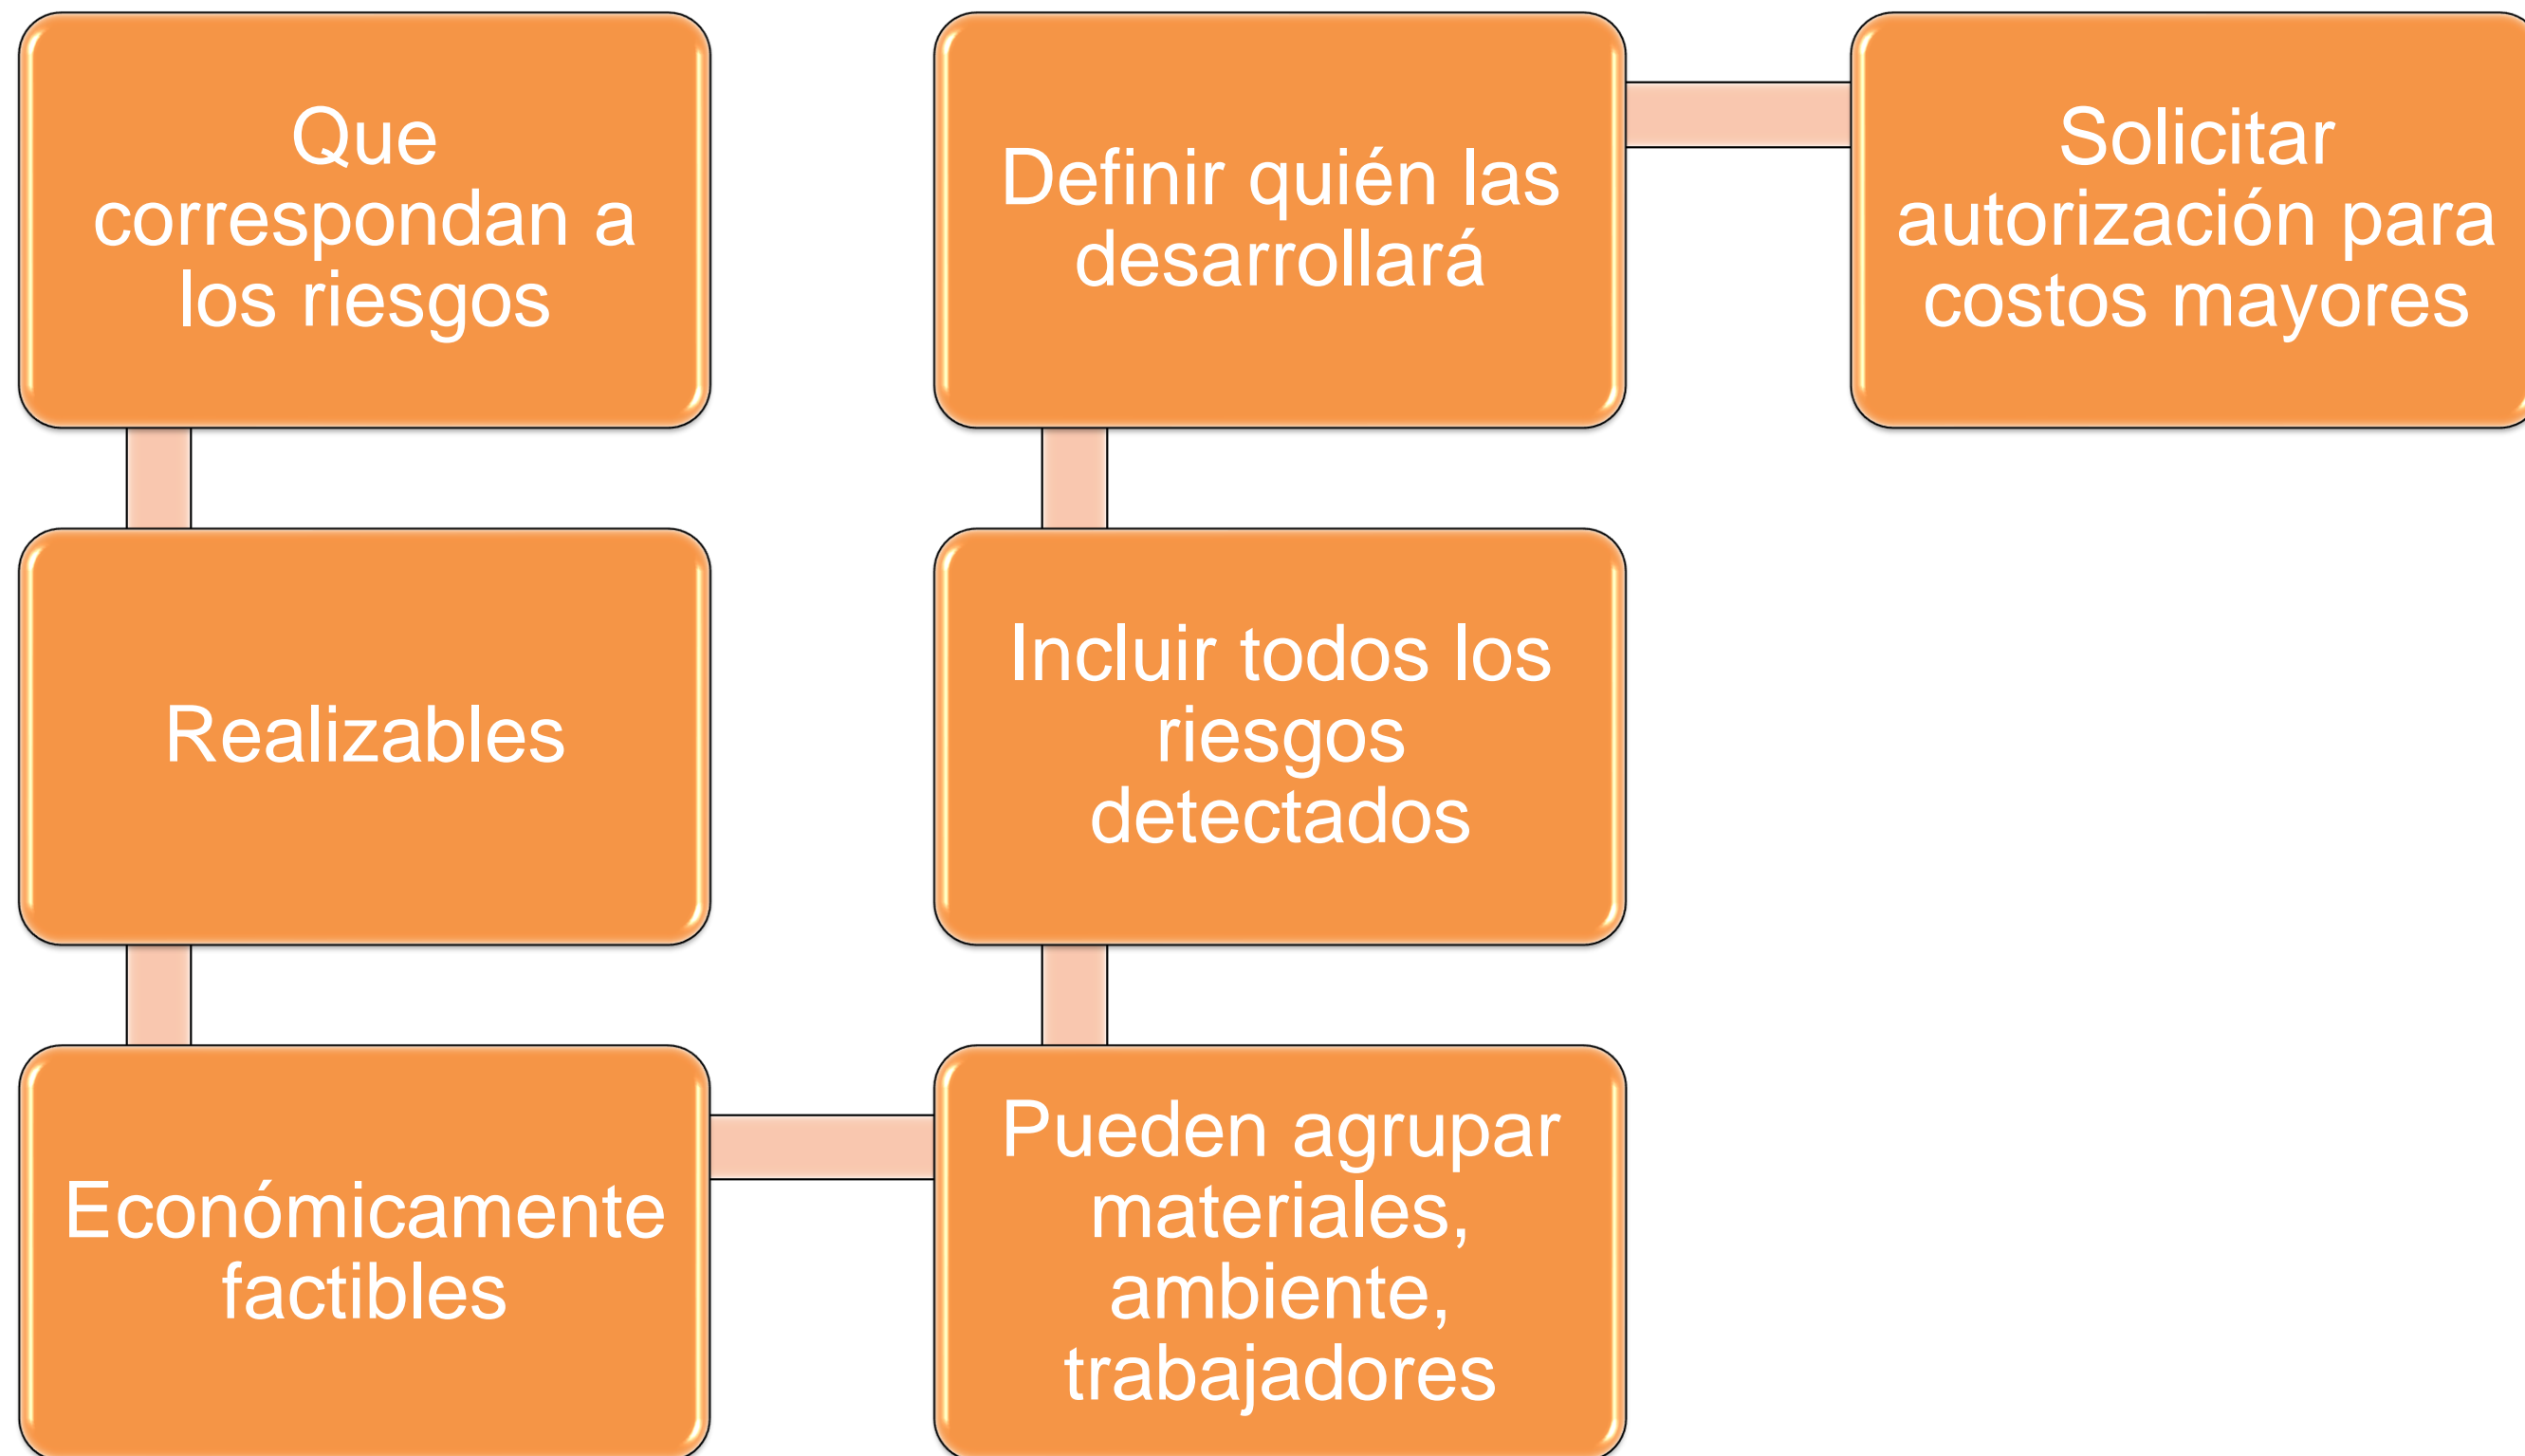 Que
correspondan a
los riesgos
Realizables
Económicamente
factibles
Pueden agrupar
materiales,
ambiente,
trabajadores
Incluir todos los
riesgos
detectados
Definir quién las
desarrollará
Solicitar
autorización para
costos mayores